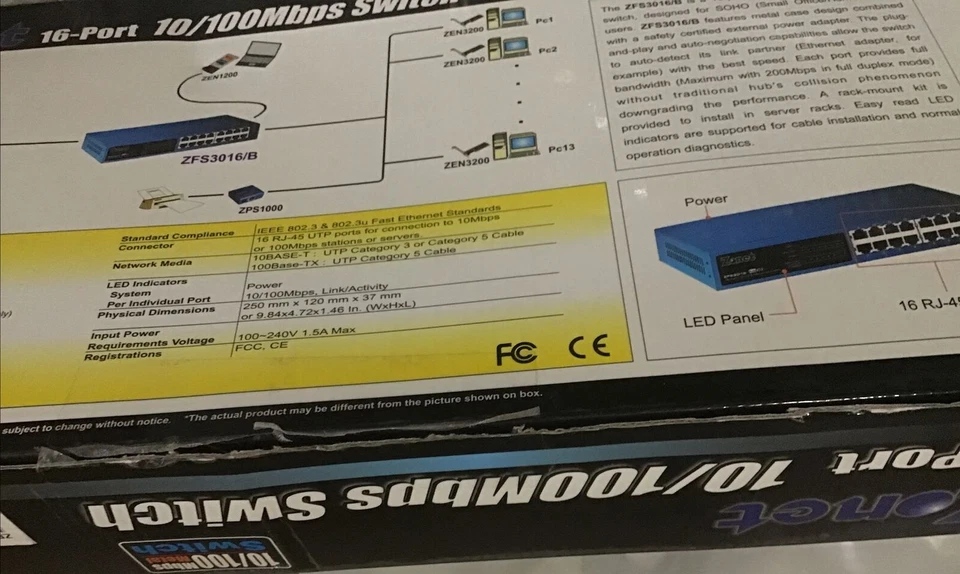 16-Port 10/100Mbps Switch
ZEN1200
ZEN3200
Pc1
ZEN3200
Pc2
ZEN3200
Pc13
ZFS3016/B
ZPS1000
The ZFS3016/B is a
switch, designed for SOHO (Small
users. ZFS3016/B features metal case design combined
with a safety certified external power adapter. The plug-
and-play and auto-negotiation capabilities allow the switch
to auto-detect its link partner (Ethernet adapter, for
example) with the best speed. Each port provides full
bandwidth (Maximum with 200Mbps in full duplex mode)
without traditional hub's collision phenomenon
downgrading the performance. A rack-mount kit is
provided to install in server racks. Easy read LED
indicators are supported for cable installation and normal
operation diagnostics.
Standard Compliance IEEE 802.3 & 802.3u Fast Ethernet Standards
Connector 16 RJ-45 UTP ports for connection to 10Mbps
or 100Mbps stations or servers.
Network Media 10BASE-T : UTP Category 3 or Category 5 Cable
100Base-TX : UTP Category 5 Cable
LED Indicators
System Power
Per Individual Port 10/100Mbps, Link/Activity
Physical Dimensions 250 mm x 120 mm x 37 mm
or 9.84x4.72x1.46 In. (WxHxL)
Input Power
Requirements Voltage 100~240V 1.5A Max
Registrations FCC, CE
FC CE
Power
Zonet
LED Panel
16 RJ-45
subject to change without notice. *The actual product may be different from the picture shown on box.
Zonet
Port 10/100Mbps Switch
10/100Mbps
Metal
Switch